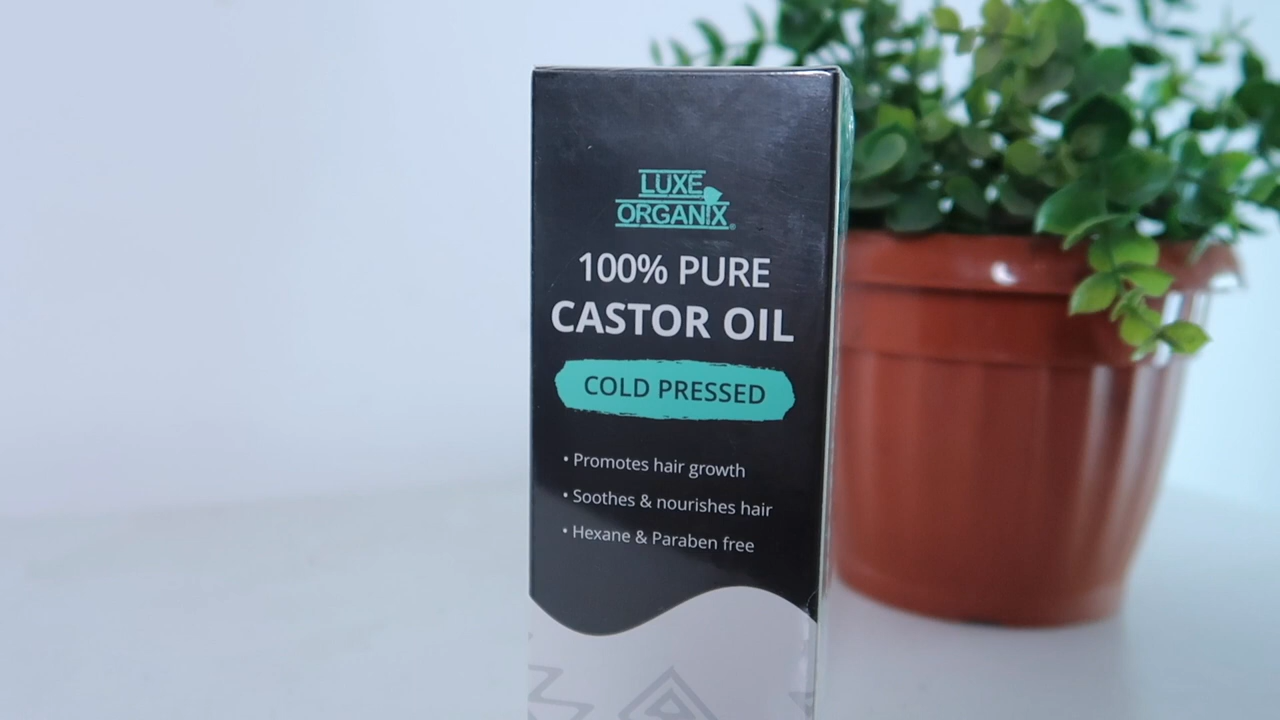 LUXE
ORGANIX®
100% PURE
CASTOR OIL
COLD PRESSED
• Promotes hair growth
• Soothes & nourishes hair
• Hexane & Paraben free